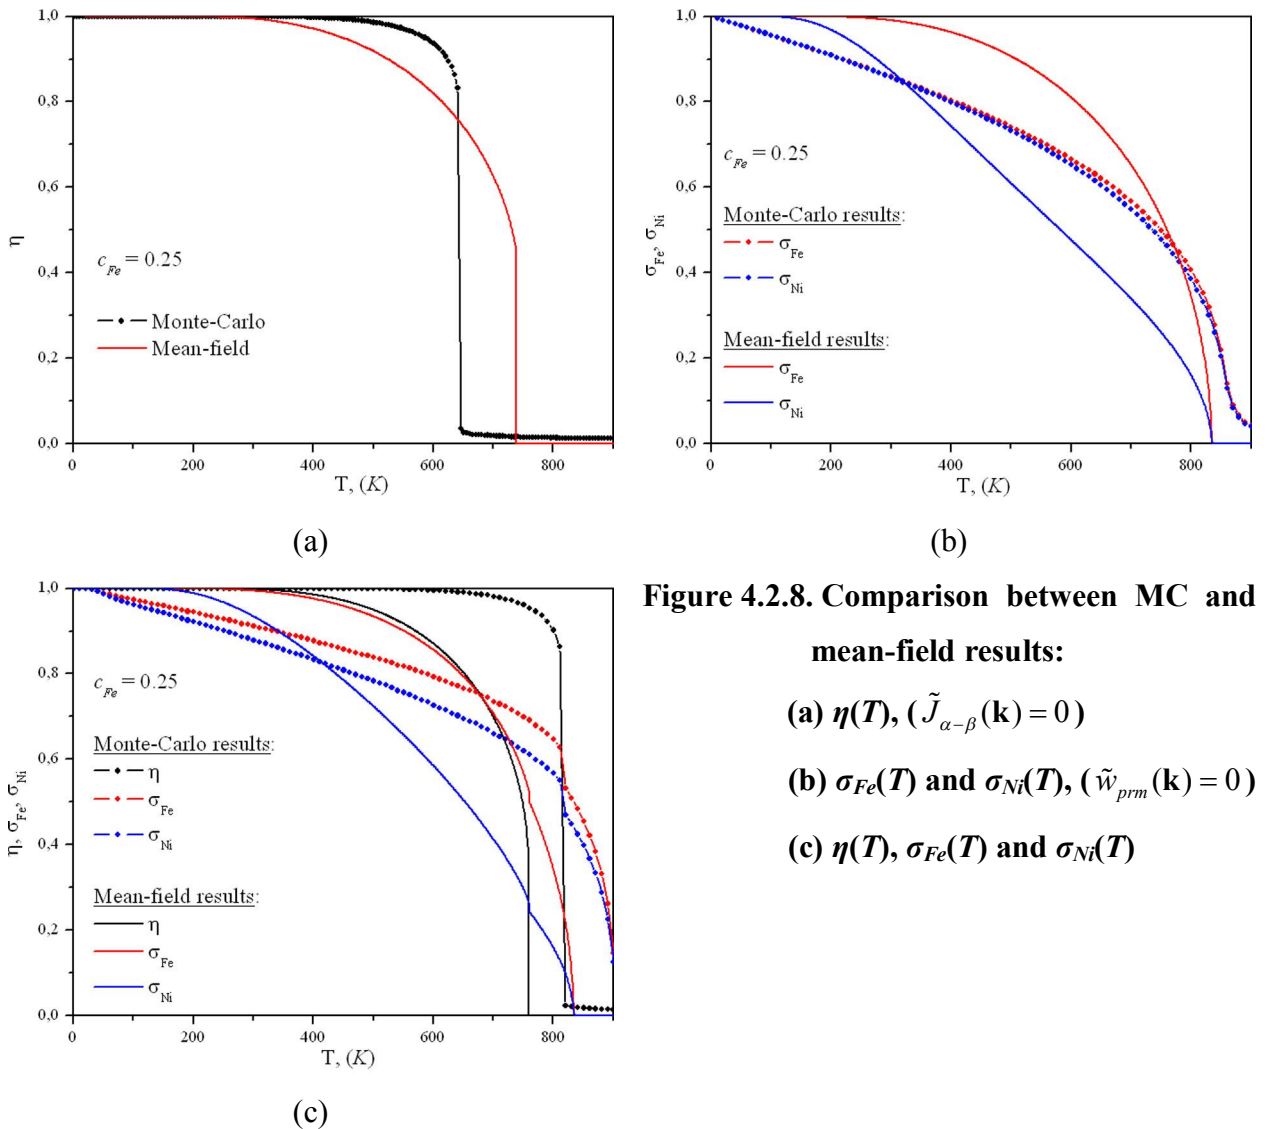 1,0
0,8
0,6
0,4
0,2
0,0
η
c_Fe = 0.25
Monte-Carlo
Mean-field
0 200 400 600 800
T, (K)
(a)
1,0
0,8
0,6
0,4
0,2
0,0
σ_Fe, σ_Ni
c_Fe = 0.25
Monte-Carlo results:
σ_Fe
σ_Ni
Mean-field results:
σ_Fe
σ_Ni
0 200 400 600 800
T, (K)
(b)
1,0
0,8
0,6
0,4
0,2
0,0
η, σ_Fe, σ_Ni
c_Fe = 0.25
Monte-Carlo results:
η
σ_Fe
σ_Ni
Mean-field results:
η
σ_Fe
σ_Ni
0 200 400 600 800
T, (K)
(c)
Figure 4.2.8. Comparison between MC and
mean-field results:
(a) η(T), (J̃_α−β(k) = 0)
(b) σ_Fe(T) and σ_Ni(T), (w̃_prm(k) = 0)
(c) η(T), σ_Fe(T) and σ_Ni(T)